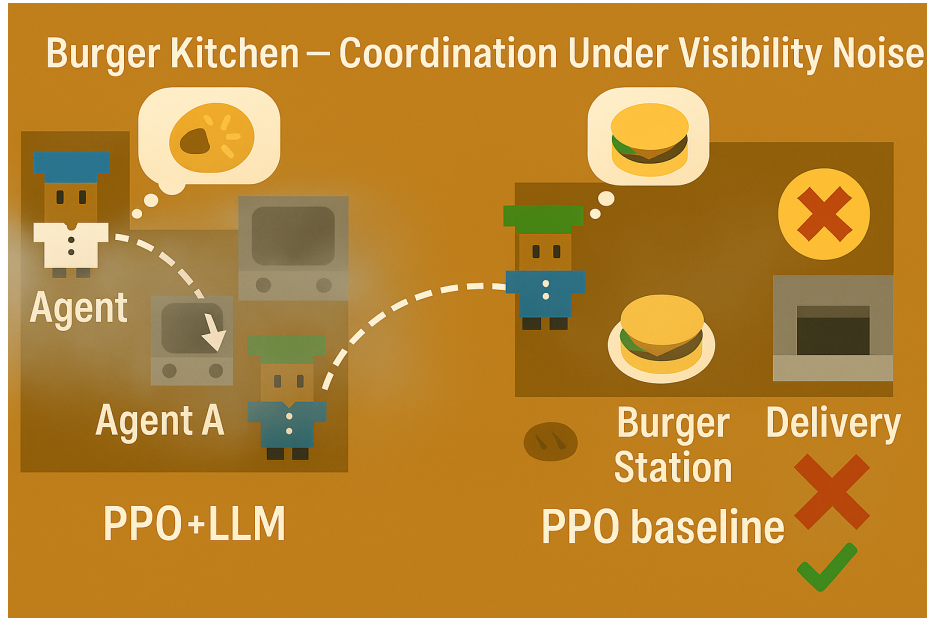 Burger Kitchen – Coordination Under Visibility Noise
Agent
Agent A
PPO+LLM
Burger
Station
Delivery
PPO baseline